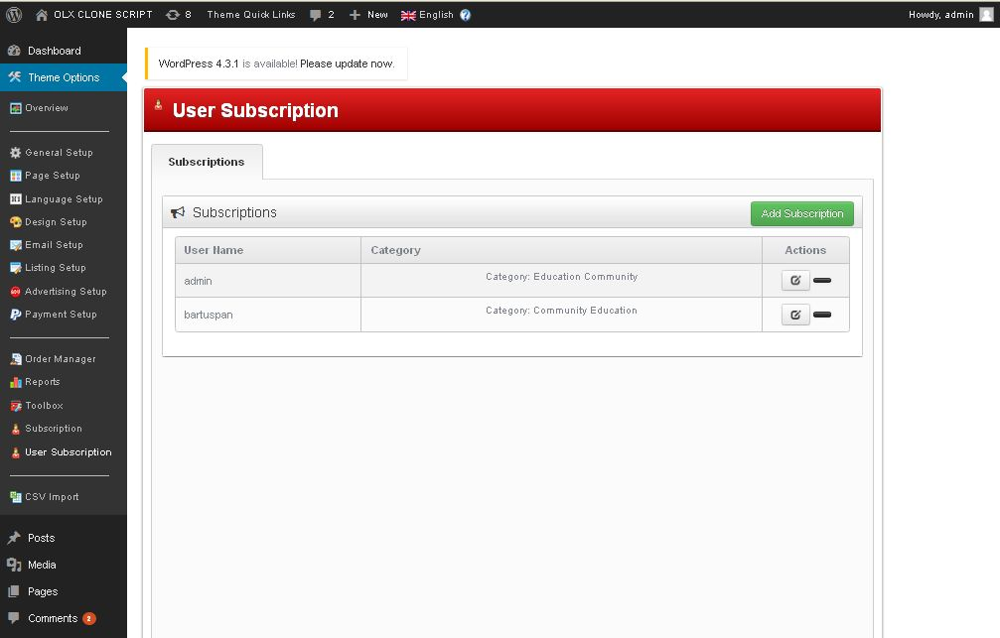 OLX CLONE SCRIPT 8 Theme Quick Links 2 New English ? Howdy, admin
Dashboard
Theme Options
Overview
General Setup
Page Setup
Language Setup
Design Setup
Email Setup
Listing Setup
Advertising Setup
Payment Setup
Order Manager
Reports
Toolbox
Subscription
User Subscription
CSV Import
Posts
Media
Pages
Comments 2
WordPress 4.3.1 is available! Please update now.
User Subscription
Subscriptions
Subscriptions Add Subscription
User Name Category Actions
admin Category: Education Community
bartuspan Category: Community Education